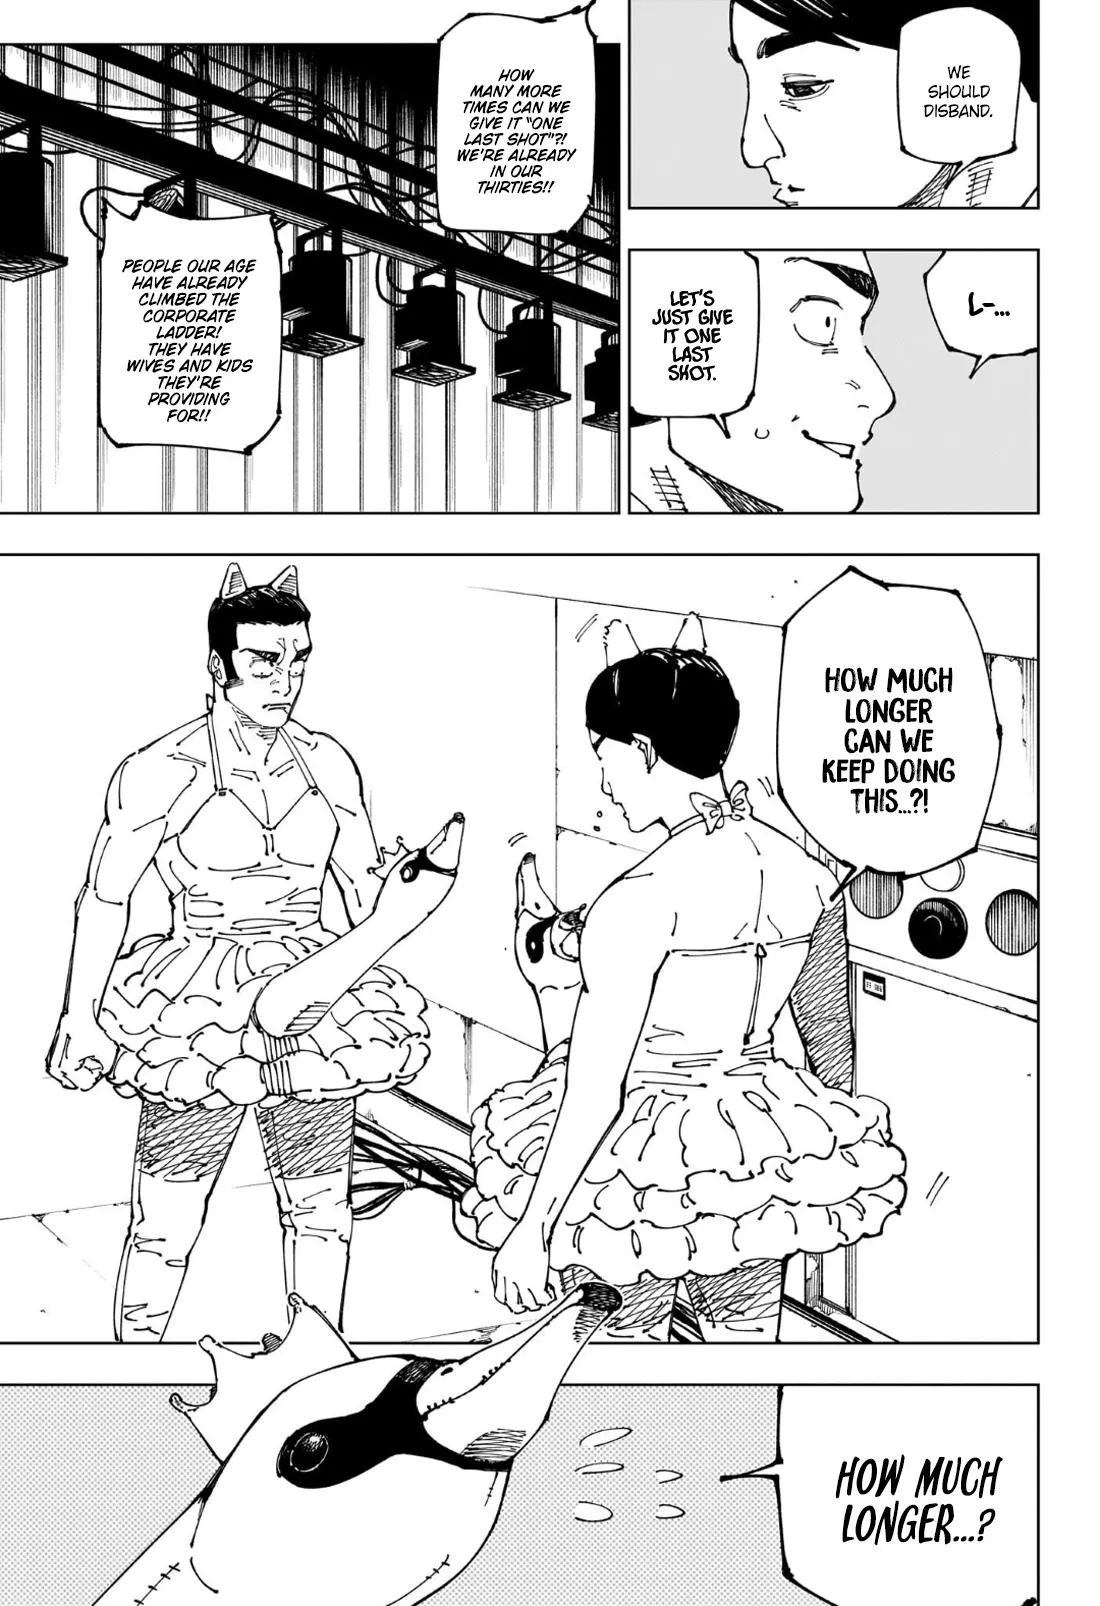 WE
SHOULD
DISBAND.
L-...
LET'S
JUST GIVE
IT ONE
LAST
SHOT.
HOW
MANY MORE
TIMES CAN WE
GIVE IT "ONE
LAST SHOT"?!
WE'RE ALREADY
IN OUR
THIRTIES!!
PEOPLE OUR AGE
HAVE ALREADY
CLIMBED THE
CORPORATE
LADDER!
THEY HAVE
WIVES AND KIDS
THEY'RE
PROVIDING
FOR!!
HOW MUCH
LONGER
CAN WE
KEEP DOING
THIS...?!
HOW MUCH
LONGER...?